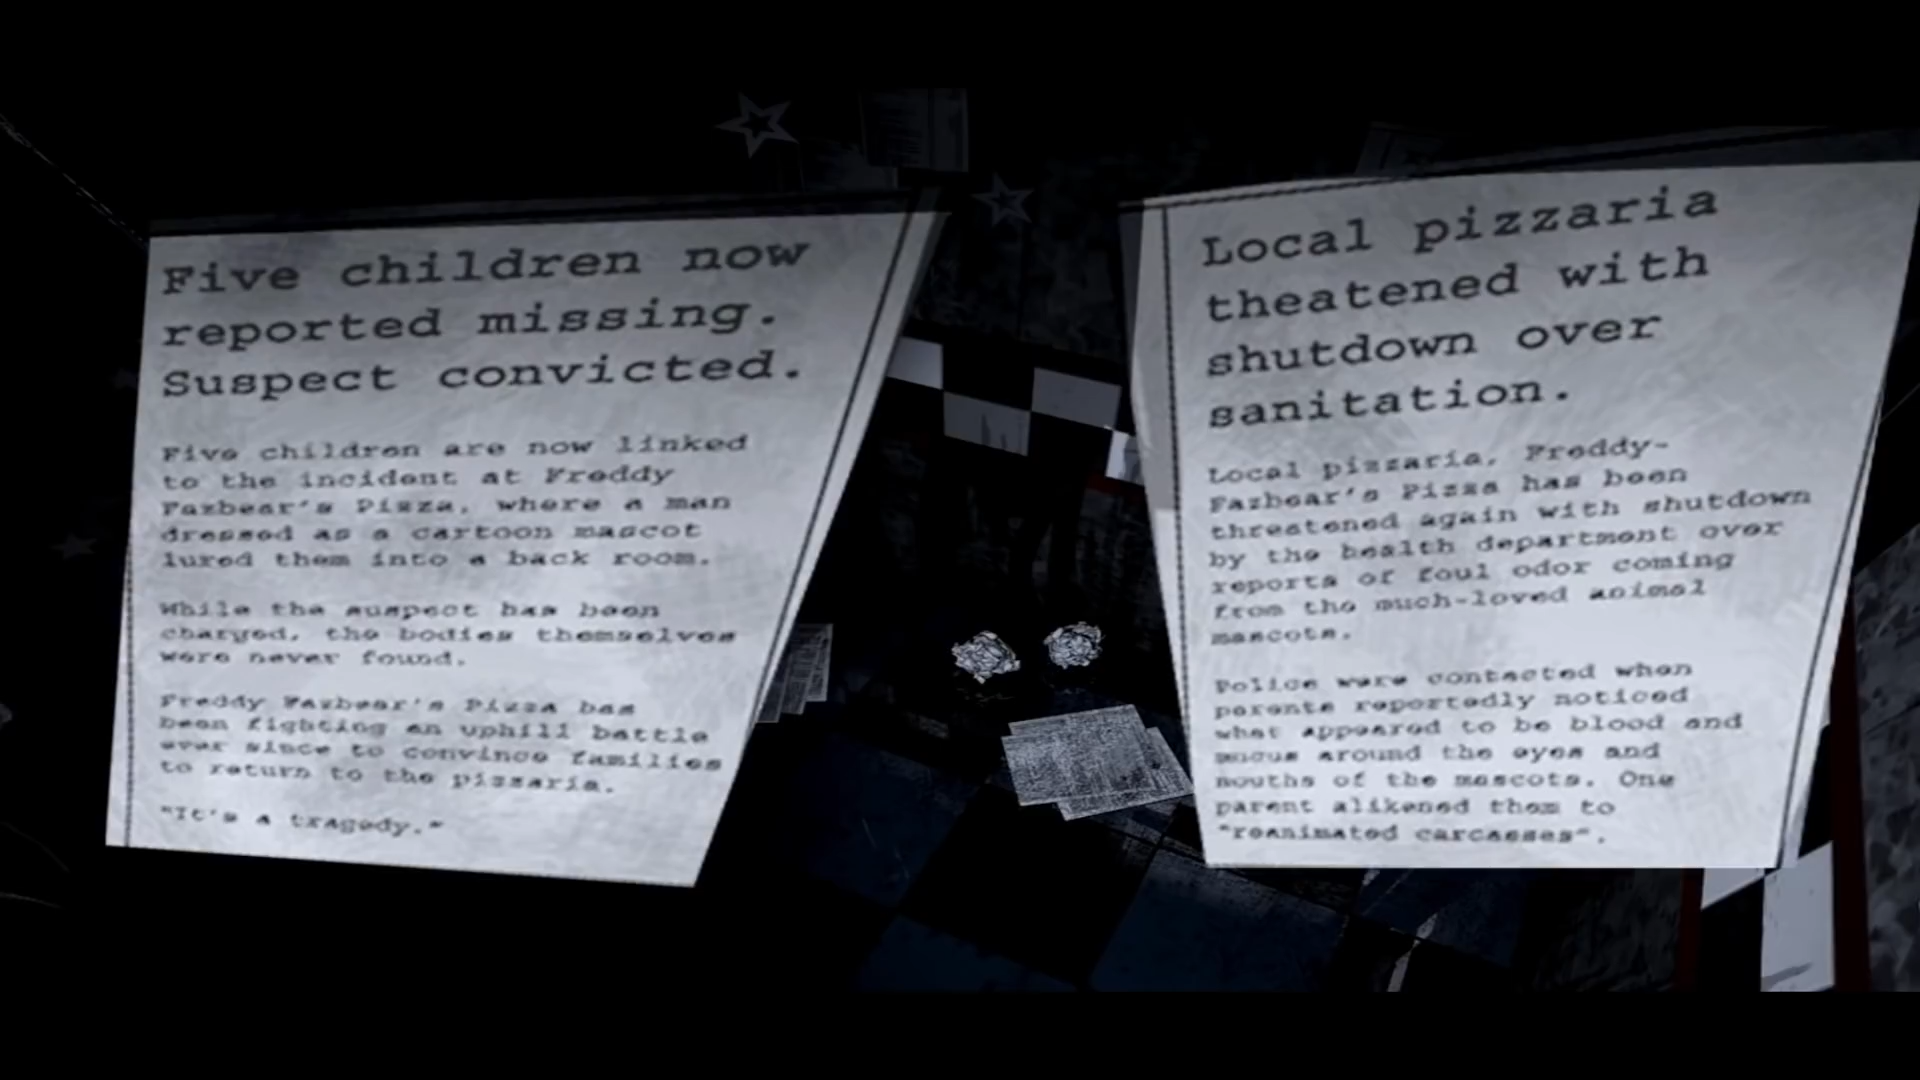 Five children now
reported missing.
Suspect convicted.
Five children are now linked
to the incident at Freddy
Fazbear's Pizza, where a man
dressed as a cartoon mascot
lured them into a back room.
While the suspect has been
charged, the bodies themselves
were never found.
Freddy Fazbear's Pizza has
been fighting an uphill battle
ever since to convince families
to return to the pizzaria.
"It's a tragedy."
Local pizzaria
theatened with
shutdown over
sanitation.
Local pizzaria, Freddy-
Fazbear's Pizza has been
threatened again with shutdown
by the health department over
reports of foul odor coming
from the much-loved animal
mascots.
Police were contacted when
parents reportedly noticed
what appeared to be blood and
mucus around the eyes and
mouths of the mascots. One
parent alikened them to
"reanimated carcasses".